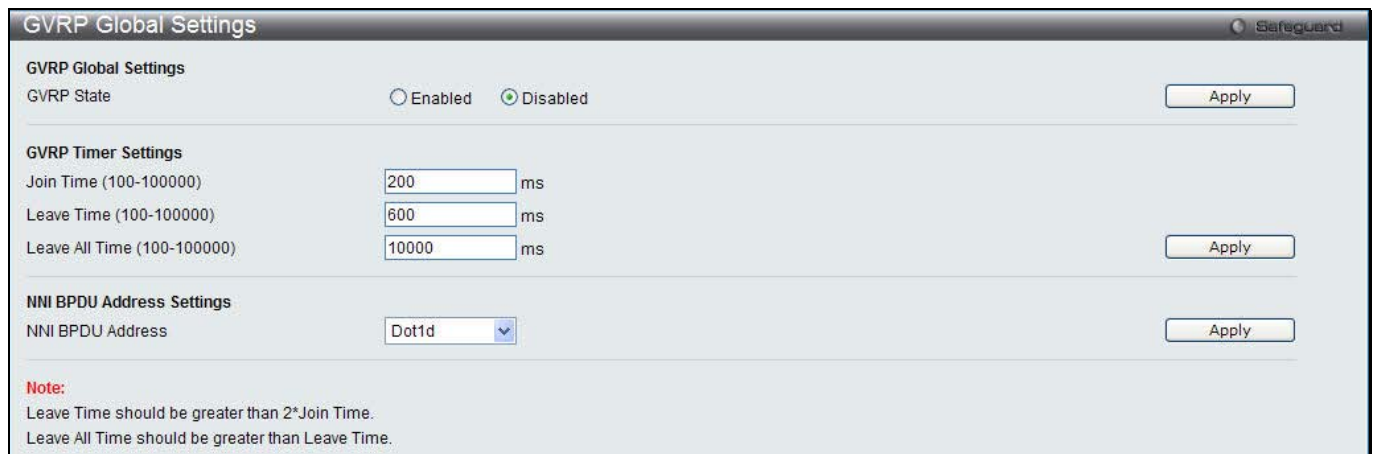 GVRP Global Settings
Safeguard
GVRP Global Settings
GVRP State Enabled Disabled Apply
GVRP Timer Settings
Join Time (100-100000) 200 ms
Leave Time (100-100000) 600 ms
Leave All Time (100-100000) 10000 ms Apply
NNI BPDU Address Settings
NNI BPDU Address Dot1d Apply
Note:
Leave Time should be greater than 2*Join Time.
Leave All Time should be greater than Leave Time.